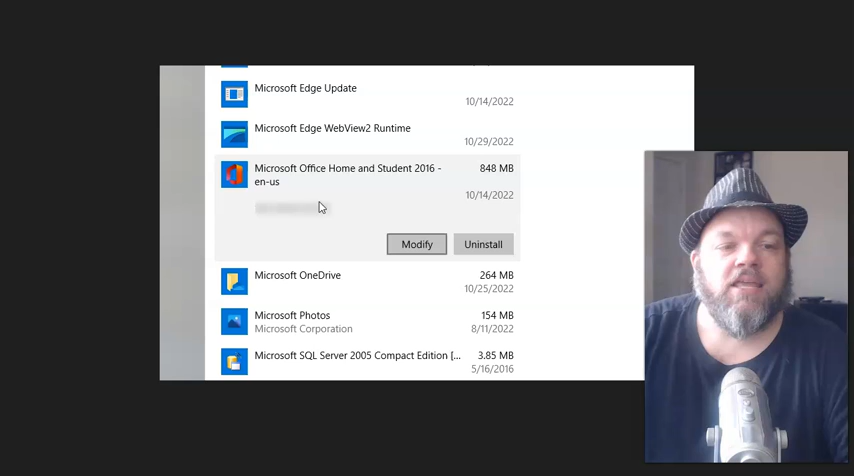 Microsoft Edge Update
10/14/2022
Microsoft Edge WebView2 Runtime
10/29/2022
Microsoft Office Home and Student 2016 - 848 MB
en-us
10/14/2022
Modify Uninstall
Microsoft OneDrive 264 MB
10/25/2022
Microsoft Photos 154 MB
Microsoft Corporation 8/11/2022
Microsoft SQL Server 2005 Compact Edition [... 3.85 MB
5/16/2016